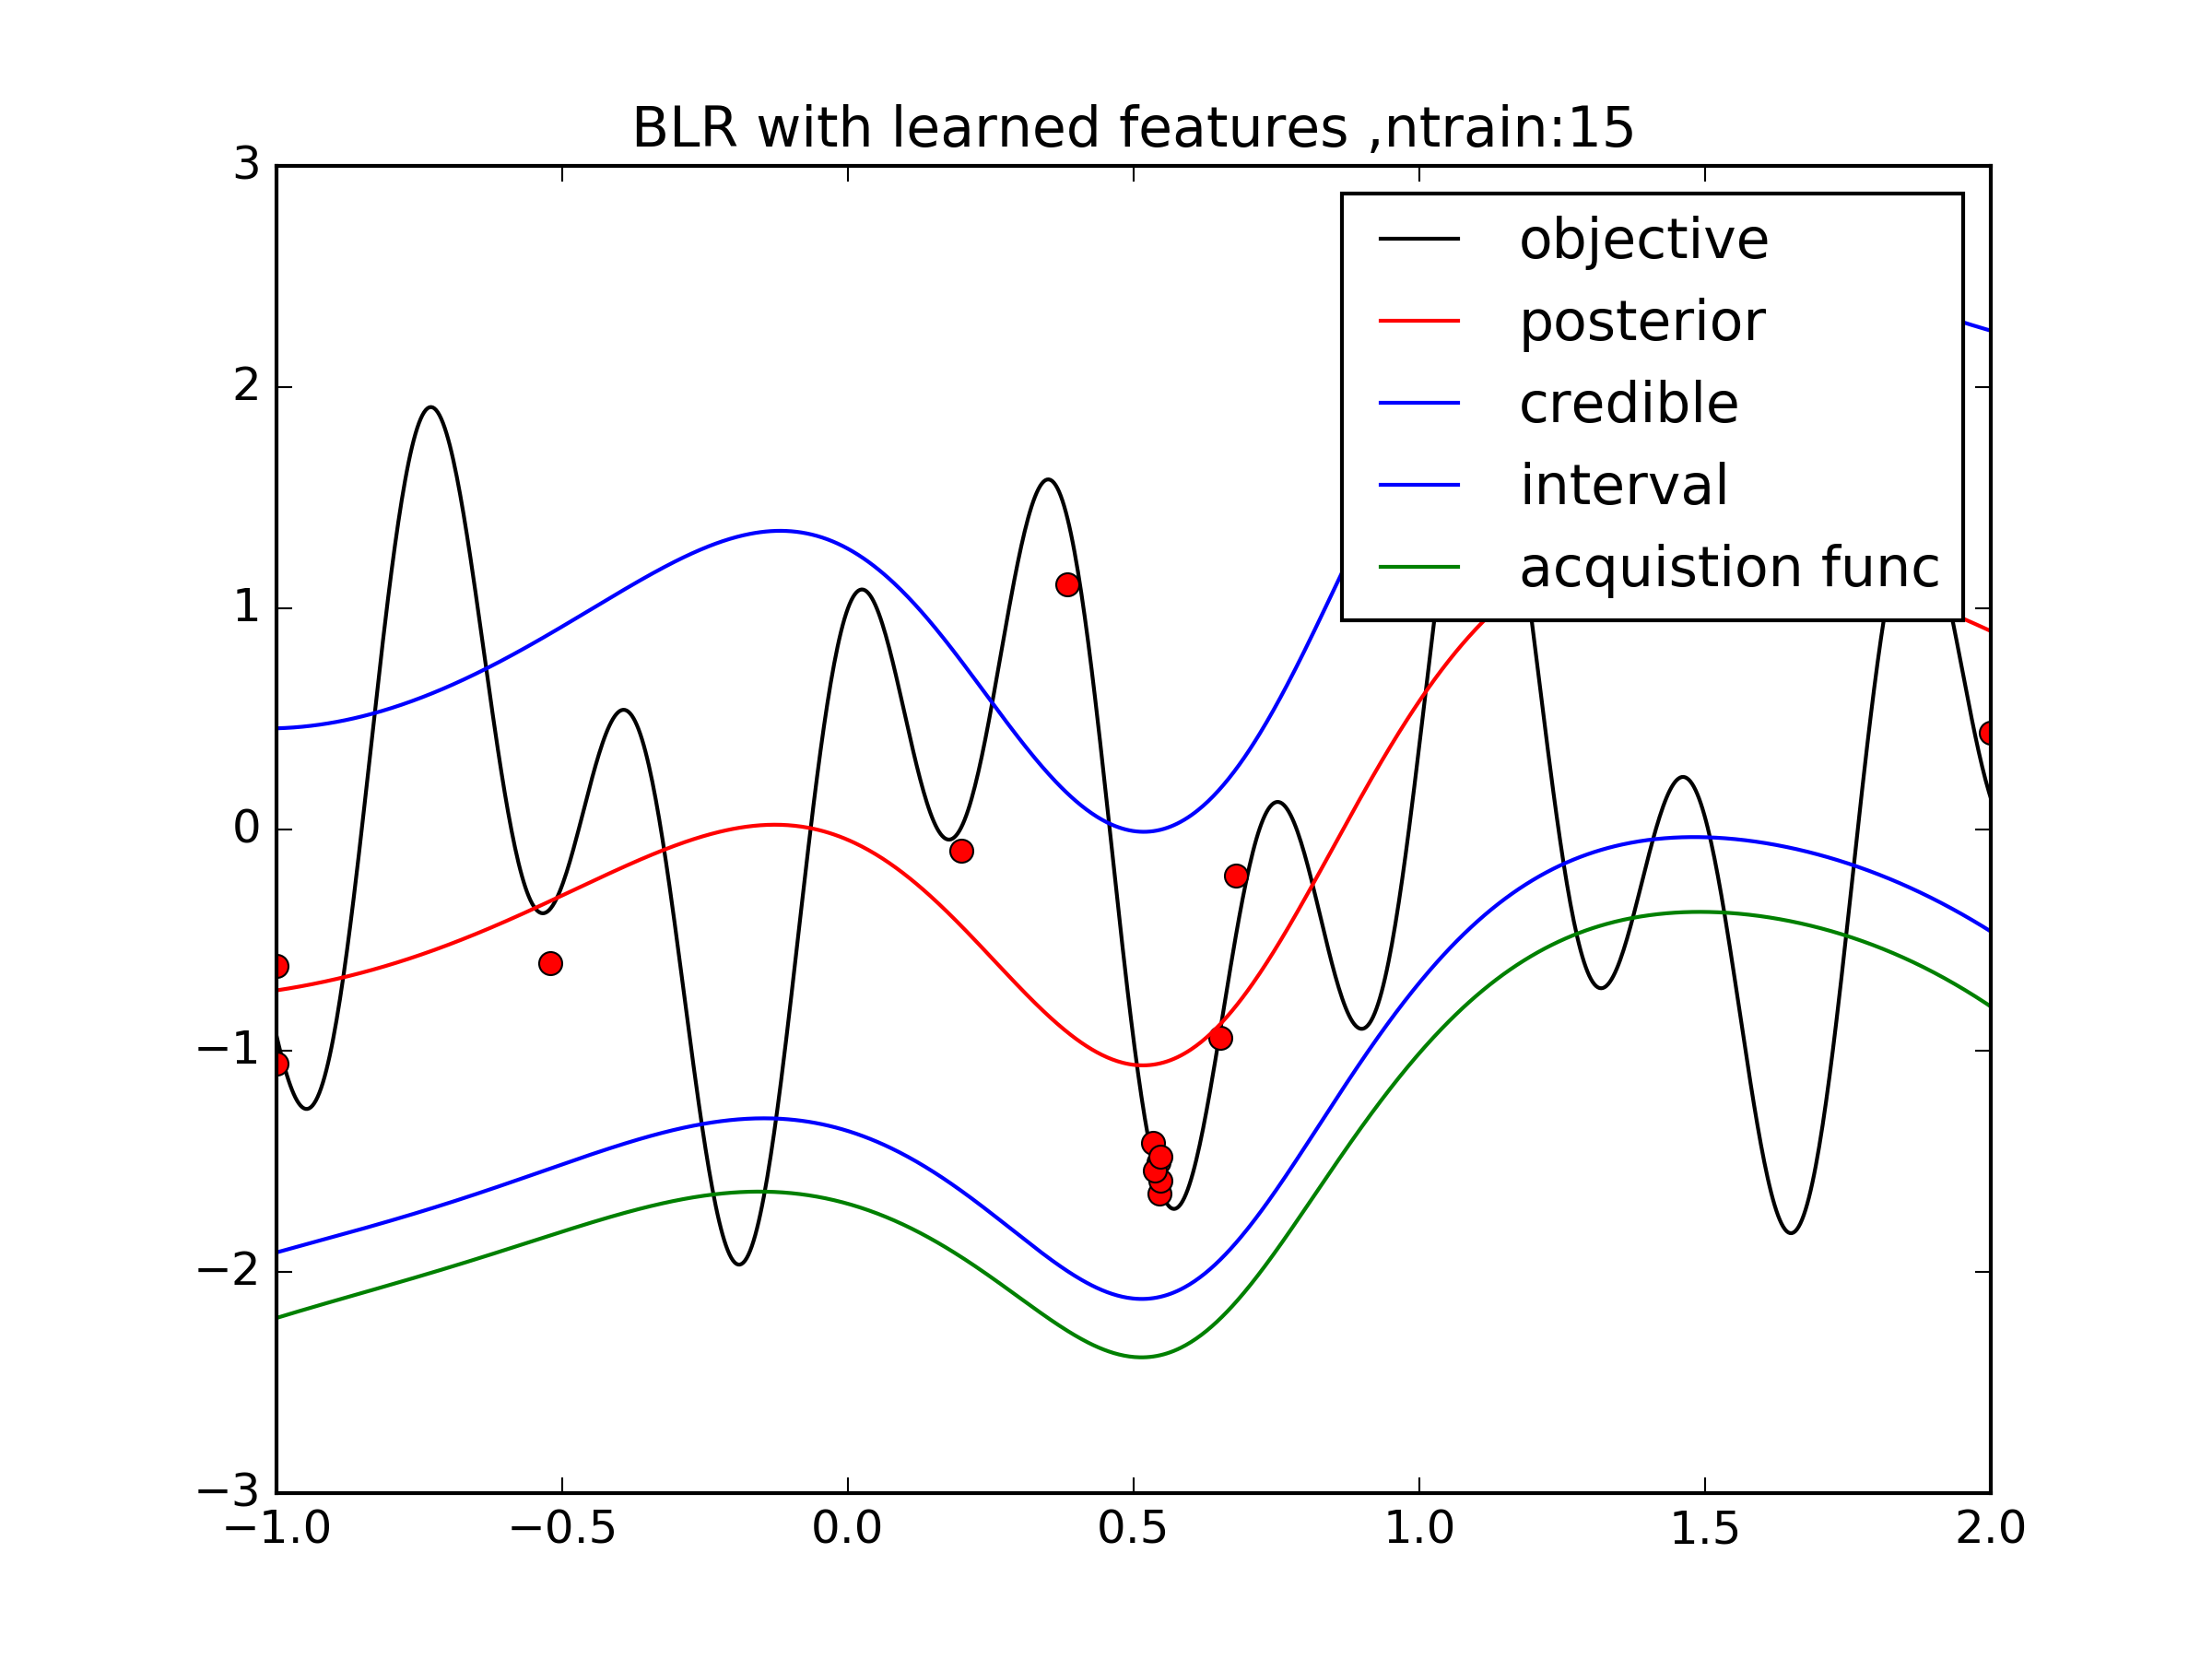 BLR with learned features ,ntrain:15
3
2
1
0
−1
−2
−3
−1.0 −0.5 0.0 0.5 1.0 1.5 2.0
objective
posterior
credible
interval
acquistion func